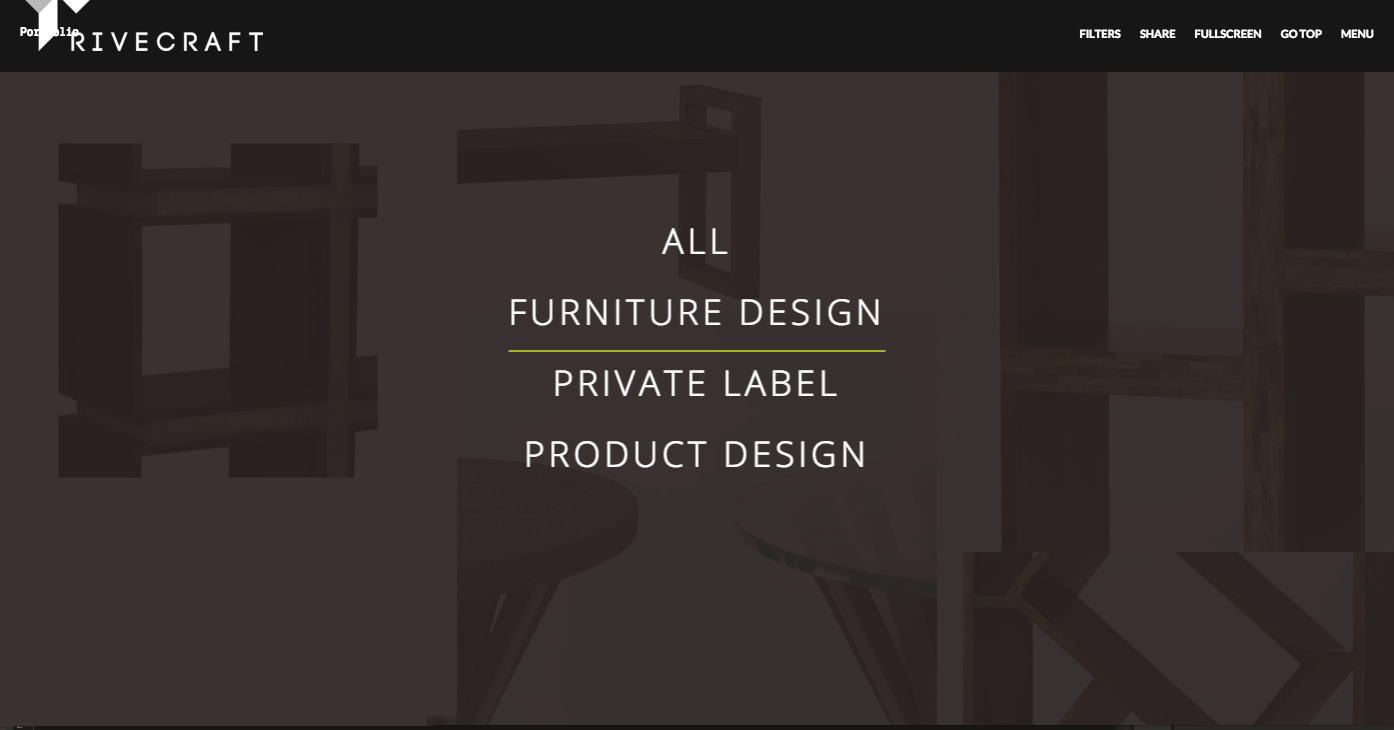 Portfolio
RIVECRAFT
FILTERS SHARE FULLSCREEN GO TOP MENU
ALL
FURNITURE DESIGN
PRIVATE LABEL
PRODUCT DESIGN